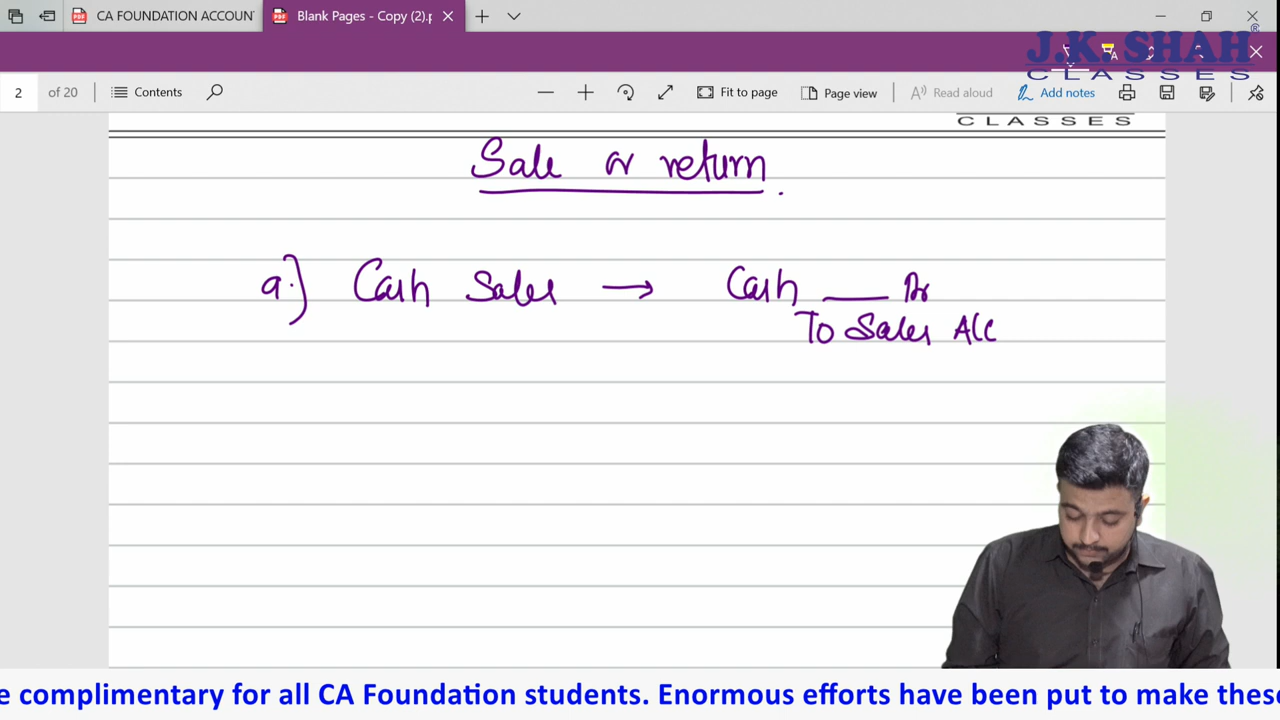 CA FOUNDATION ACCOUN
Blank Pages - Copy (2).p
J.K. SHAH®
CLASSES
2 of 20 Contents Fit to page Page view Read aloud Add notes
CLASSES
Sale or return.
a.) Cash Sales → Cash ___ Dr
To Sales A/c
e complimentary for all CA Foundation students. Enormous efforts have been put to make these